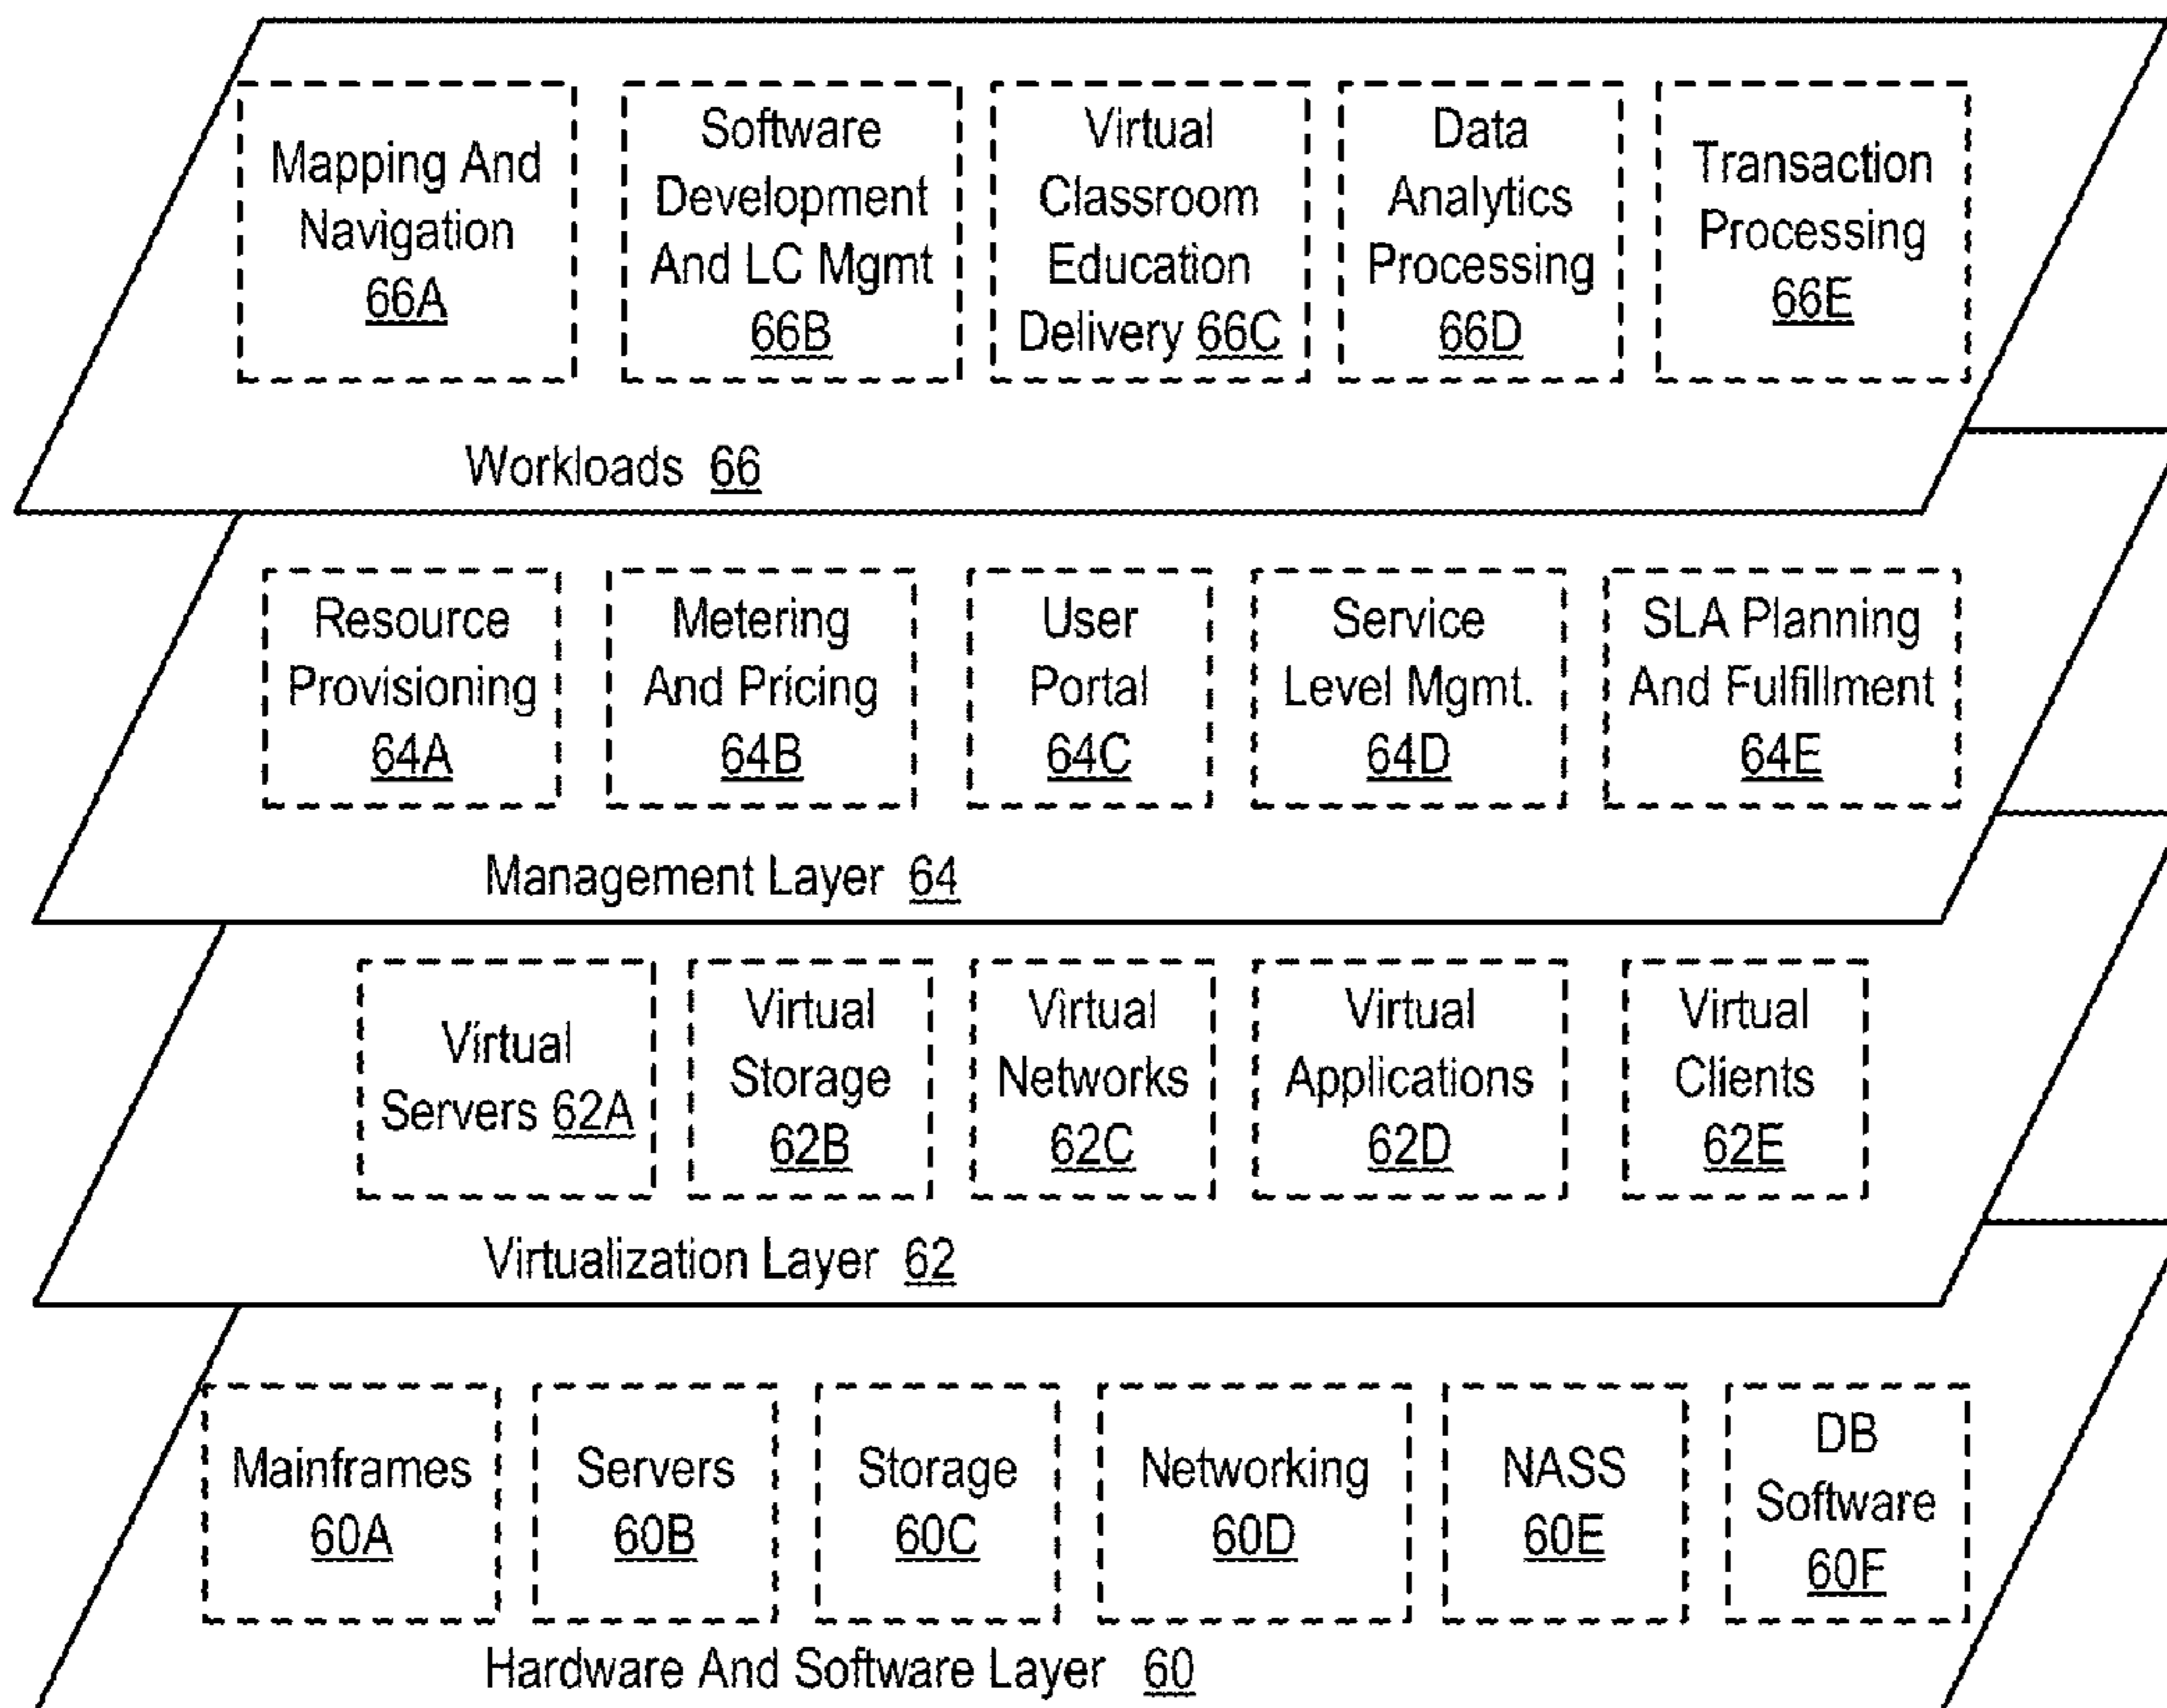 Mapping And
Navigation
66A
Software
Development
And LC Mgmt
66B
Virtual
Classroom
Education
Delivery 66C
Data
Analytics
Processing
66D
Transaction
Processing
66E
Workloads 66
Resource
Provisioning
64A
Metering
And Pricing
64B
User
Portal
64C
Service
Level Mgmt.
64D
SLA Planning
And Fulfillment
64E
Management Layer 64
Virtual
Servers 62A
Virtual
Storage
62B
Virtual
Networks
62C
Virtual
Applications
62D
Virtual
Clients
62E
Virtualization Layer 62
Mainframes
60A
Servers
60B
Storage
60C
Networking
60D
NASS
60E
DB
Software
60F
Hardware And Software Layer 60